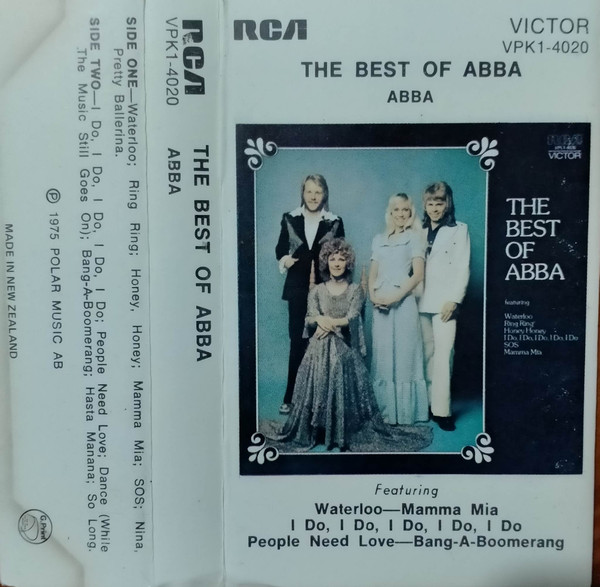 RCA
VICTOR
VPK1-4020
THE BEST OF ABBA
ABBA
VICTOR
THE
BEST
OF
ABBA
featuring
Waterloo
Ring Ring
Honey Honey
I Do, I Do, I Do, I Do, I Do
SOS
Mamma Mia
Featuring
Waterloo—Mamma Mia
I Do, I Do, I Do, I Do, I Do
People Need Love—Bang-A-Boomerang
RCA
VPK1-4020
THE BEST OF ABBA
ABBA
SIDE ONE—Waterloo; Ring Ring; Honey, Honey; Mamma Mia; SOS; Nina,
Pretty Ballerina.
SIDE TWO—I Do, I Do, I Do, I Do, I Do; People Need Love; Dance (While
The Music Still Goes On); Bang-A-Boomerang; Hasta Manana; So Long.
Ⓟ 1975 POLAR MUSIC AB
MADE IN NEW ZEALAND